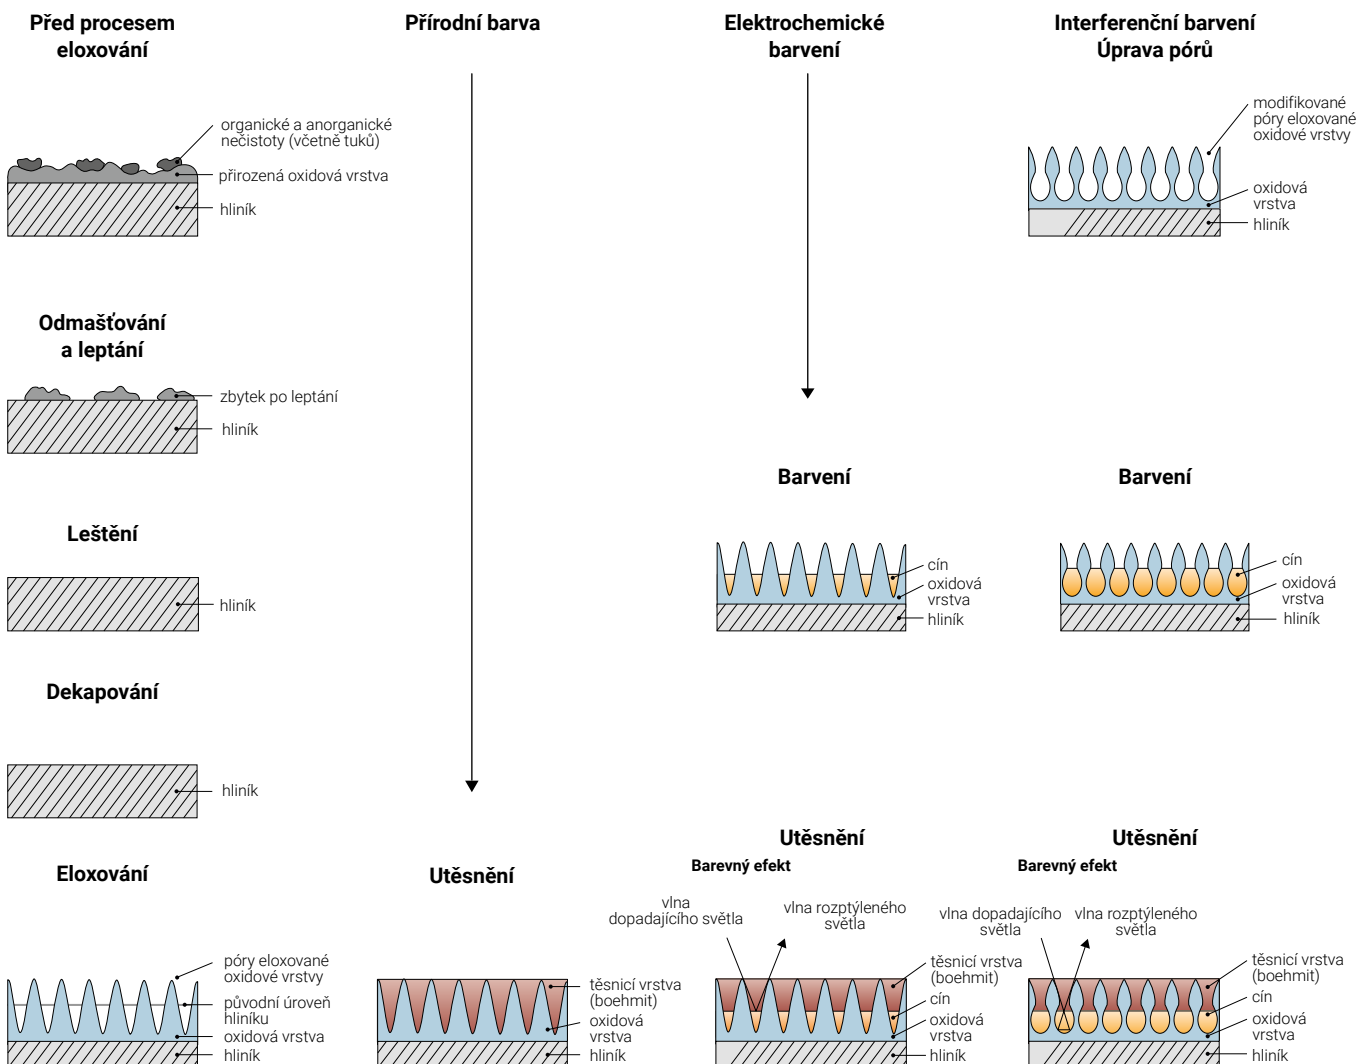 Před procesem
eloxování
organické a anorganické
nečistoty (včetně tuků)
přirozená oxidová vrstva
hliník
Odmašťování
a leptání
zbytek po leptání
hliník
Leštění
hliník
Dekapování
hliník
Eloxování
póry eloxované
oxidové vrstvy
původní úroveň
hliníku
oxidová vrstva
hliník
Přírodní barva
Utěsnění
těsnicí vrstva
(boehmit)
oxidová
vrstva
hliník
Elektrochemické
barvení
Barvení
cín
oxidová
vrstva
hliník
Utěsnění
Barevný efekt
vlna
dopadajícího světla
vlna rozptýleného
světla
těsnicí vrstva
(boehmit)
cín
oxidová
vrstva
hliník
Interferenční barvení
Úprava pórů
modifikované
póry eloxované
oxidové vrstvy
oxidová
vrstva
hliník
Barvení
cín
oxidová
vrstva
hliník
Utěsnění
Barevný efekt
vlna dopadajícího
světla
vlna rozptýleného
světla
těsnicí vrstva
(boehmit)
cín
oxidová
vrstva
hliník